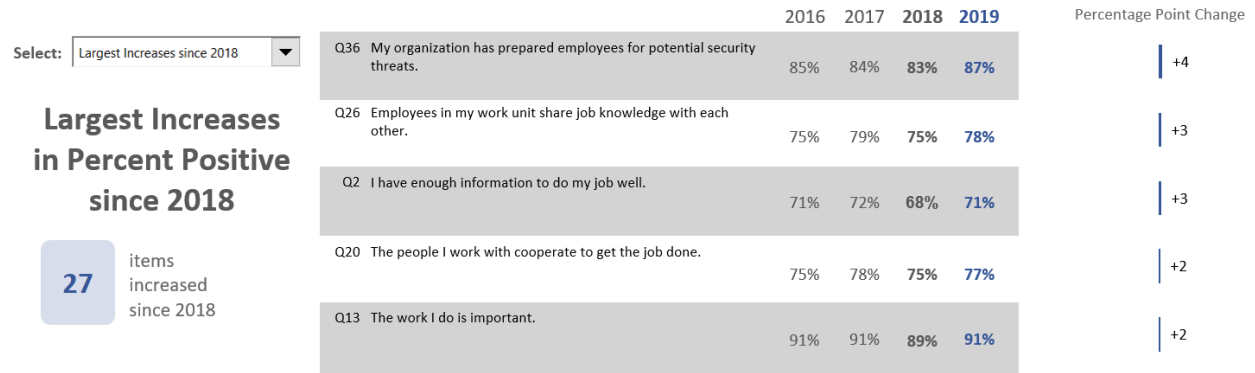 2016 2017 2018 2019 Percentage Point Change
Select: Largest Increases since 2018
Largest Increases
in Percent Positive
since 2018
27 items
increased
since 2018
Q36 My organization has prepared employees for potential security
threats.
85% 84% 83% 87% +4
Q26 Employees in my work unit share job knowledge with each
other.
75% 79% 75% 78% +3
Q2 I have enough information to do my job well.
71% 72% 68% 71% +3
Q20 The people I work with cooperate to get the job done.
75% 78% 75% 77% +2
Q13 The work I do is important.
91% 91% 89% 91% +2